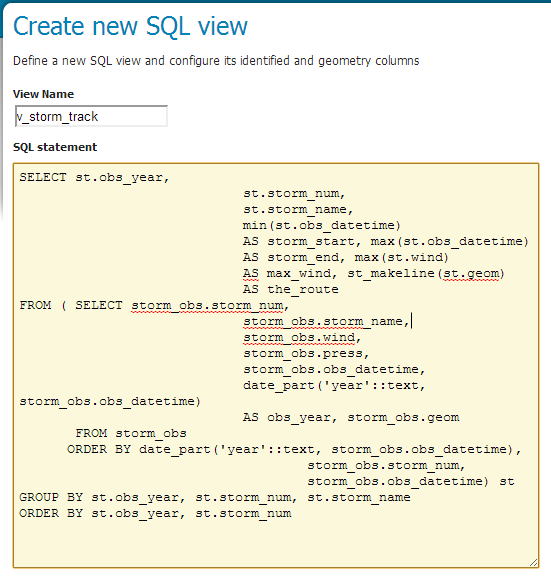 Create new SQL view
Define a new SQL view and configure its identified and geometry columns
View Name
v_storm_track
SQL statement
SELECT st.obs_year,
st.storm_num,
st.storm_name,
min(st.obs_datetime)
AS storm_start, max(st.obs_datetime)
AS storm_end, max(st.wind)
AS max_wind, st_makeline(st.geom)
AS the_route
FROM ( SELECT storm_obs.storm_num,
storm_obs.storm_name,
storm_obs.wind,
storm_obs.press,
storm_obs.obs_datetime,
date_part('year'::text,
storm_obs.obs_datetime)
AS obs_year, storm_obs.geom
FROM storm_obs
ORDER BY date_part('year'::text, storm_obs.obs_datetime),
storm_obs.storm_num,
storm_obs.obs_datetime) st
GROUP BY st.obs_year, st.storm_num, st.storm_name
ORDER BY st.obs_year, st.storm_num